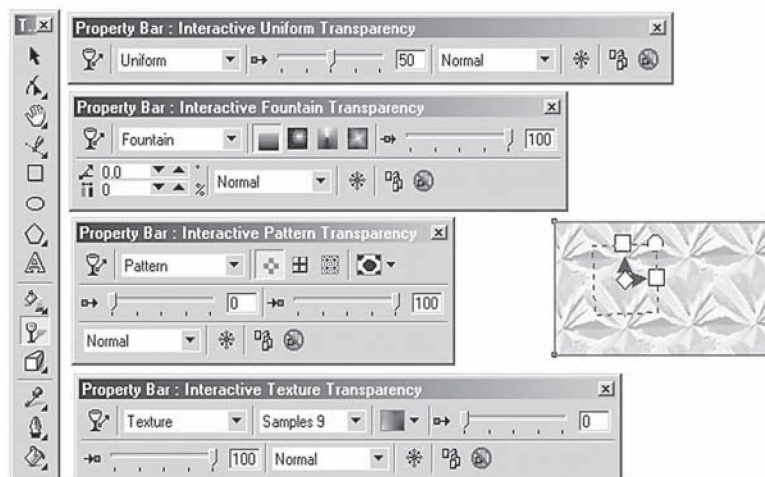 T..
Property Bar : Interactive Uniform Transparency
Uniform 50 Normal
Property Bar : Interactive Fountain Transparency
Fountain 100
0.0 °
0 % Normal
Property Bar : Interactive Pattern Transparency
Pattern
0 100
Normal
Property Bar : Interactive Texture Transparency
Texture Samples 9 0
100 Normal